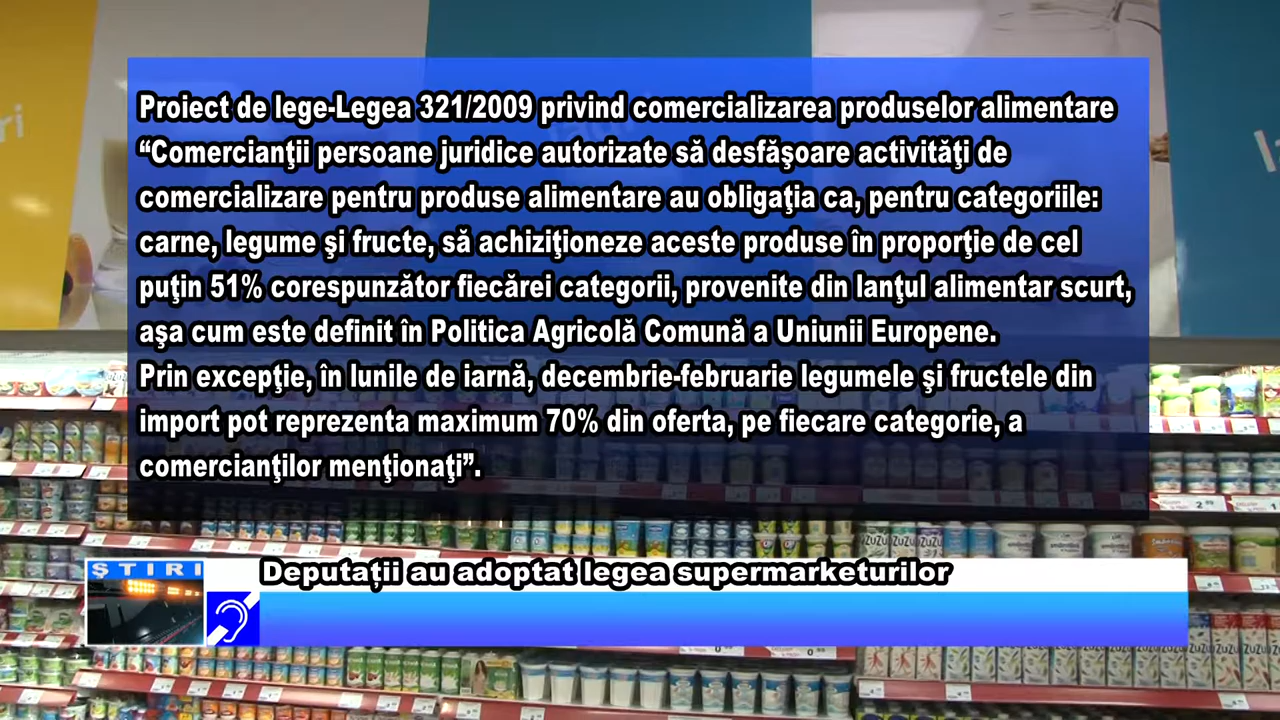 Proiect de lege-Legea 321/2009 privind comercializarea produselor alimentare
“Comercianţii persoane juridice autorizate să desfăşoare activităţi de
comercializare pentru produse alimentare au obligaţia ca, pentru categoriile:
carne, legume şi fructe, să achiziţioneze aceste produse în proporţie de cel
puţin 51% corespunzător fiecărei categorii, provenite din lanţul alimentar scurt,
aşa cum este definit în Politica Agricolă Comună a Uniunii Europene.
Prin excepţie, în lunile de iarnă, decembrie-februarie legumele şi fructele din
import pot reprezenta maximum 70% din oferta, pe fiecare categorie, a
comercianţilor menţionaţi”.
ŞTIRI
Deputații au adoptat legea supermarketurilor